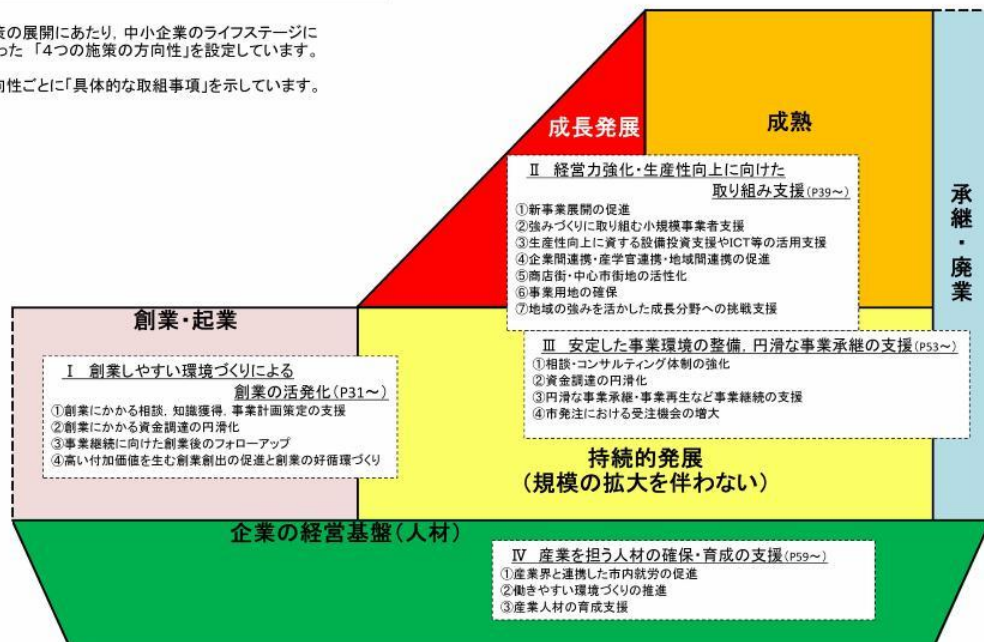 策の展開にあたり, 中小企業のライフステージに
った 「4つの施策の方向性」を設定しています。
向性ごとに「具体的な取組事項」を示しています。
成長発展
成熟
承継・廃業
Ⅱ 経営力強化・生産性向上に向けた
取り組み支援(P39～)
①新事業展開の促進
②強みづくりに取り組む小規模事業者支援
③生産性向上に資する設備投資支援やICT等の活用支援
④企業間連携・産学官連携・地域間連携の促進
⑤商店街・中心市街地の活性化
⑥事業用地の確保
⑦地域の強みを活かした成長分野への挑戦支援
創業・起業
Ⅰ 創業しやすい環境づくりによる
創業の活発化(P31～)
①創業にかかる相談, 知識獲得, 事業計画策定の支援
②創業にかかる資金調達の円滑化
③事業継続に向けた創業後のフォローアップ
④高い付加価値を生む創業創出の促進と創業の好循環づくり
Ⅲ 安定した事業環境の整備, 円滑な事業承継の支援(P53～)
①相談・コンサルティング体制の強化
②資金調達の円滑化
③円滑な事業承継・事業再生など事業継続の支援
④市発注における受注機会の増大
持続的発展
(規模の拡大を伴わない)
企業の経営基盤(人材)
Ⅳ 産業を担う人材の確保・育成の支援(P59～)
①産業界と連携した市内就労の促進
②働きやすい環境づくりの推進
③産業人材の育成支援